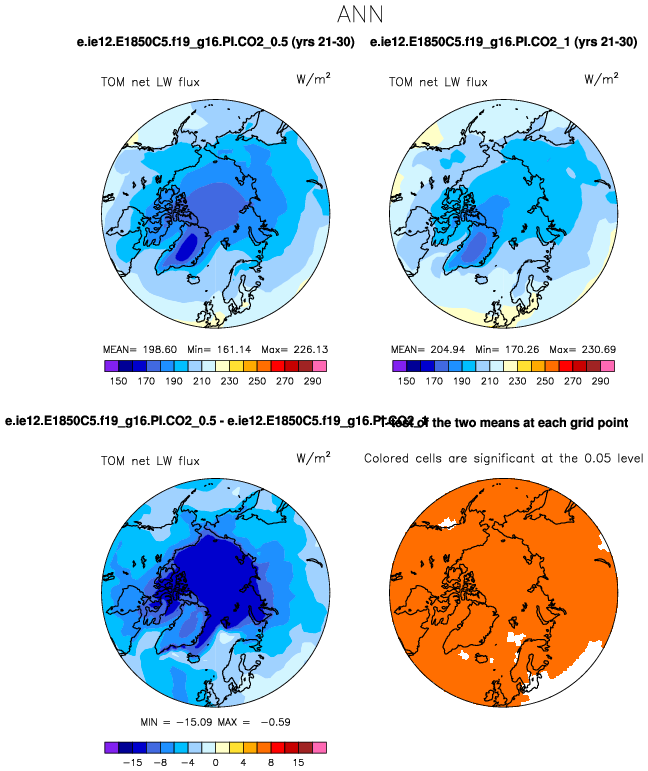 ANN
e.ie12.E1850C5.f19_g16.PI.CO2_0.5 (yrs 21-30)
e.ie12.E1850C5.f19_g16.PI.CO2_1 (yrs 21-30)
TOM net LW flux W/m²
TOM net LW flux W/m²
MEAN= 198.60 Min= 161.14 Max= 226.13
MEAN= 204.94 Min= 170.26 Max= 230.69
150 170 190 210 230 250 270 290
150 170 190 210 230 250 270 290
e.ie12.E1850C5.f19_g16.PI.CO2_0.5 - e.ie12.E1850C5.f19_g16.PI.CO2_1
T-test of the two means at each grid point
TOM net LW flux W/m²
Colored cells are significant at the 0.05 level
MIN = −15.09 MAX = −0.59
−15 −8 −4 0 4 8 15